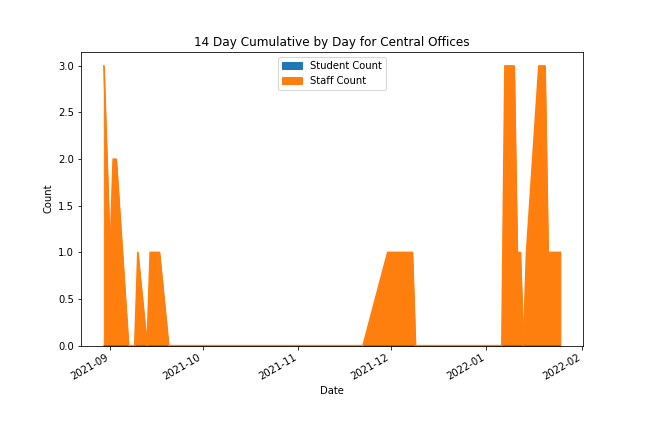 14 Day Cumulative by Day for Central Offices
Student Count
Staff Count
3.0
2.5
2.0
1.5
1.0
0.5
0.0
Count
2021-09
2021-10
2021-11
2021-12
2022-01
2022-02
Date